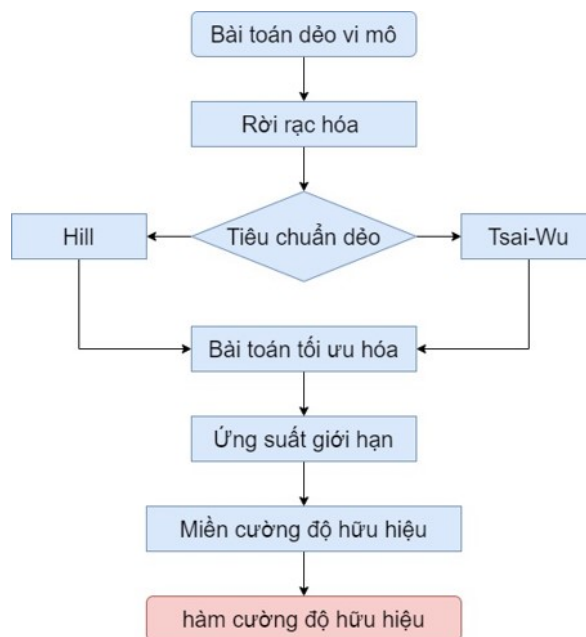 Bài toán dẻo vi mô
Rời rạc hóa
Tiêu chuẩn dẻo
Hill
Tsai-Wu
Bài toán tối ưu hóa
Ứng suất giới hạn
Miền cường độ hữu hiệu
hàm cường độ hữu hiệu